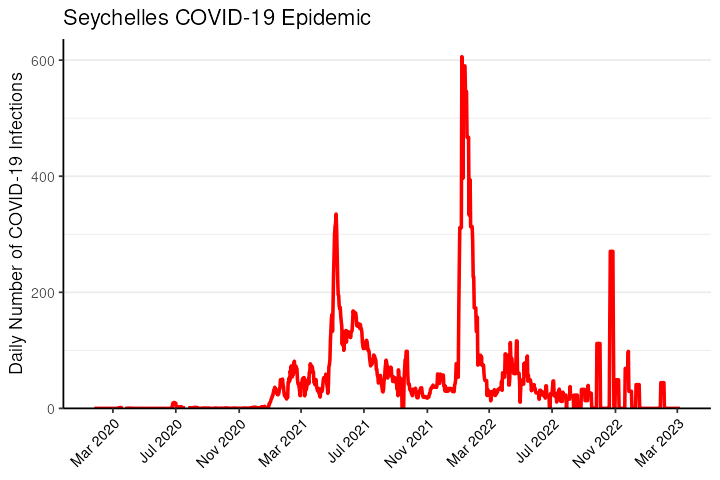 Seychelles COVID-19 Epidemic
Daily Number of COVID-19 Infections
600
400
200
0
Mar 2020
Jul 2020
Nov 2020
Mar 2021
Jul 2021
Nov 2021
Mar 2022
Jul 2022
Nov 2022
Mar 2023